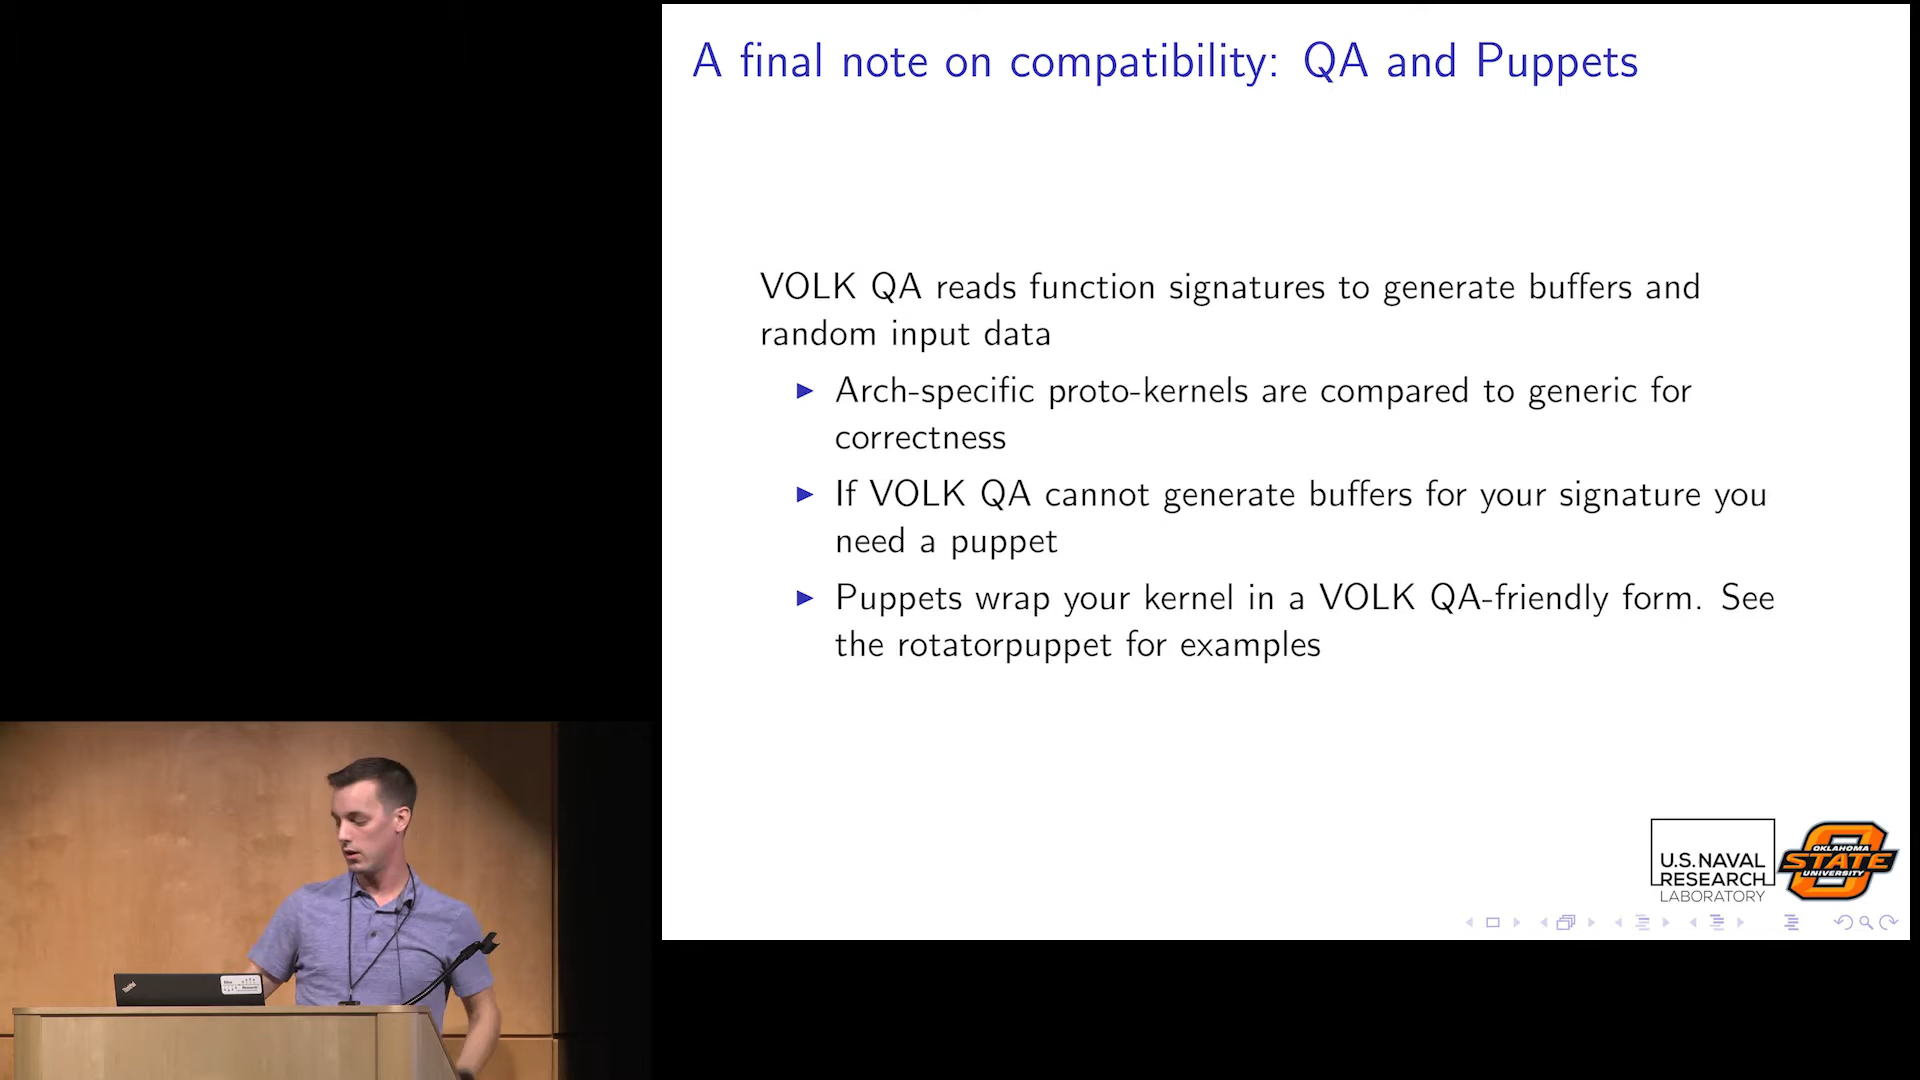 A final note on compatibility: QA and Puppets
VOLK QA reads function signatures to generate buffers and
random input data
Arch-specific proto-kernels are compared to generic for
correctness
If VOLK QA cannot generate buffers for your signature you
need a puppet
Puppets wrap your kernel in a VOLK QA-friendly form. See
the rotatorpuppet for examples
U.S. NAVAL
RESEARCH
LABORATORY
OKLAHOMA
STATE
UNIVERSITY
ThinkPad